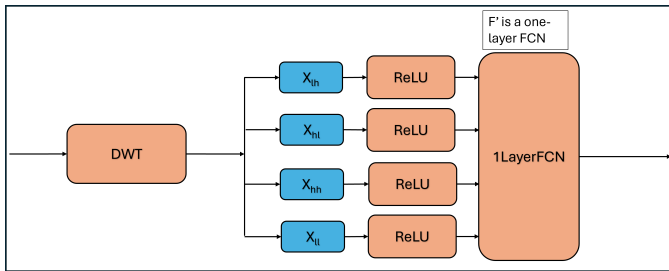 F' is a one-
layer FCN
X_lh
ReLU
X_hl
ReLU
DWT
1LayerFCN
X_hh
ReLU
X_ll
ReLU